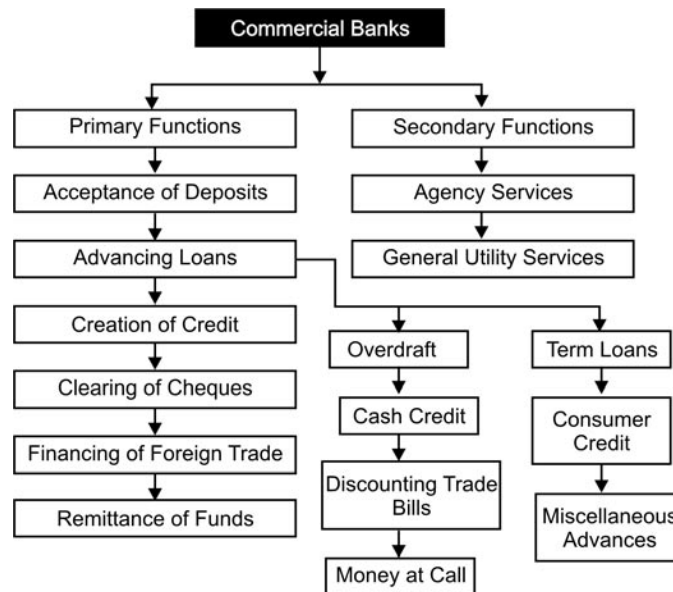 Commercial Banks
Primary Functions
Secondary Functions
Acceptance of Deposits
Agency Services
Advancing Loans
General Utility Services
Creation of Credit
Clearing of Cheques
Financing of Foreign Trade
Remittance of Funds
Overdraft
Cash Credit
Discounting Trade
Bills
Money at Call
Term Loans
Consumer
Credit
Miscellaneous
Advances